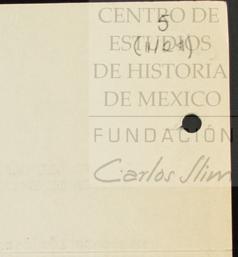 CENTRO DE
5
ESTUDIOS
DE HISTORIA
DE MEXICO
FUNDACIÓN
Carlos Slim